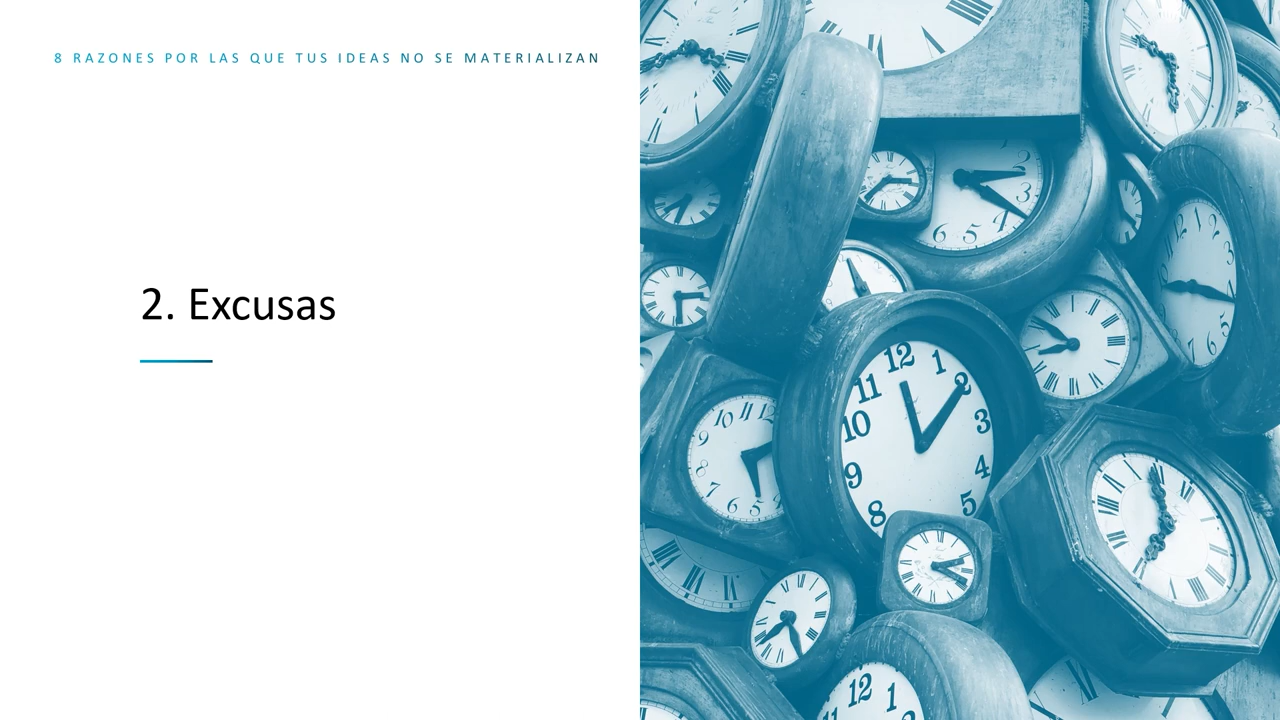 8 RAZONES POR LAS QUE TUS IDEAS NO SE MATERIALIZAN
2. Excusas